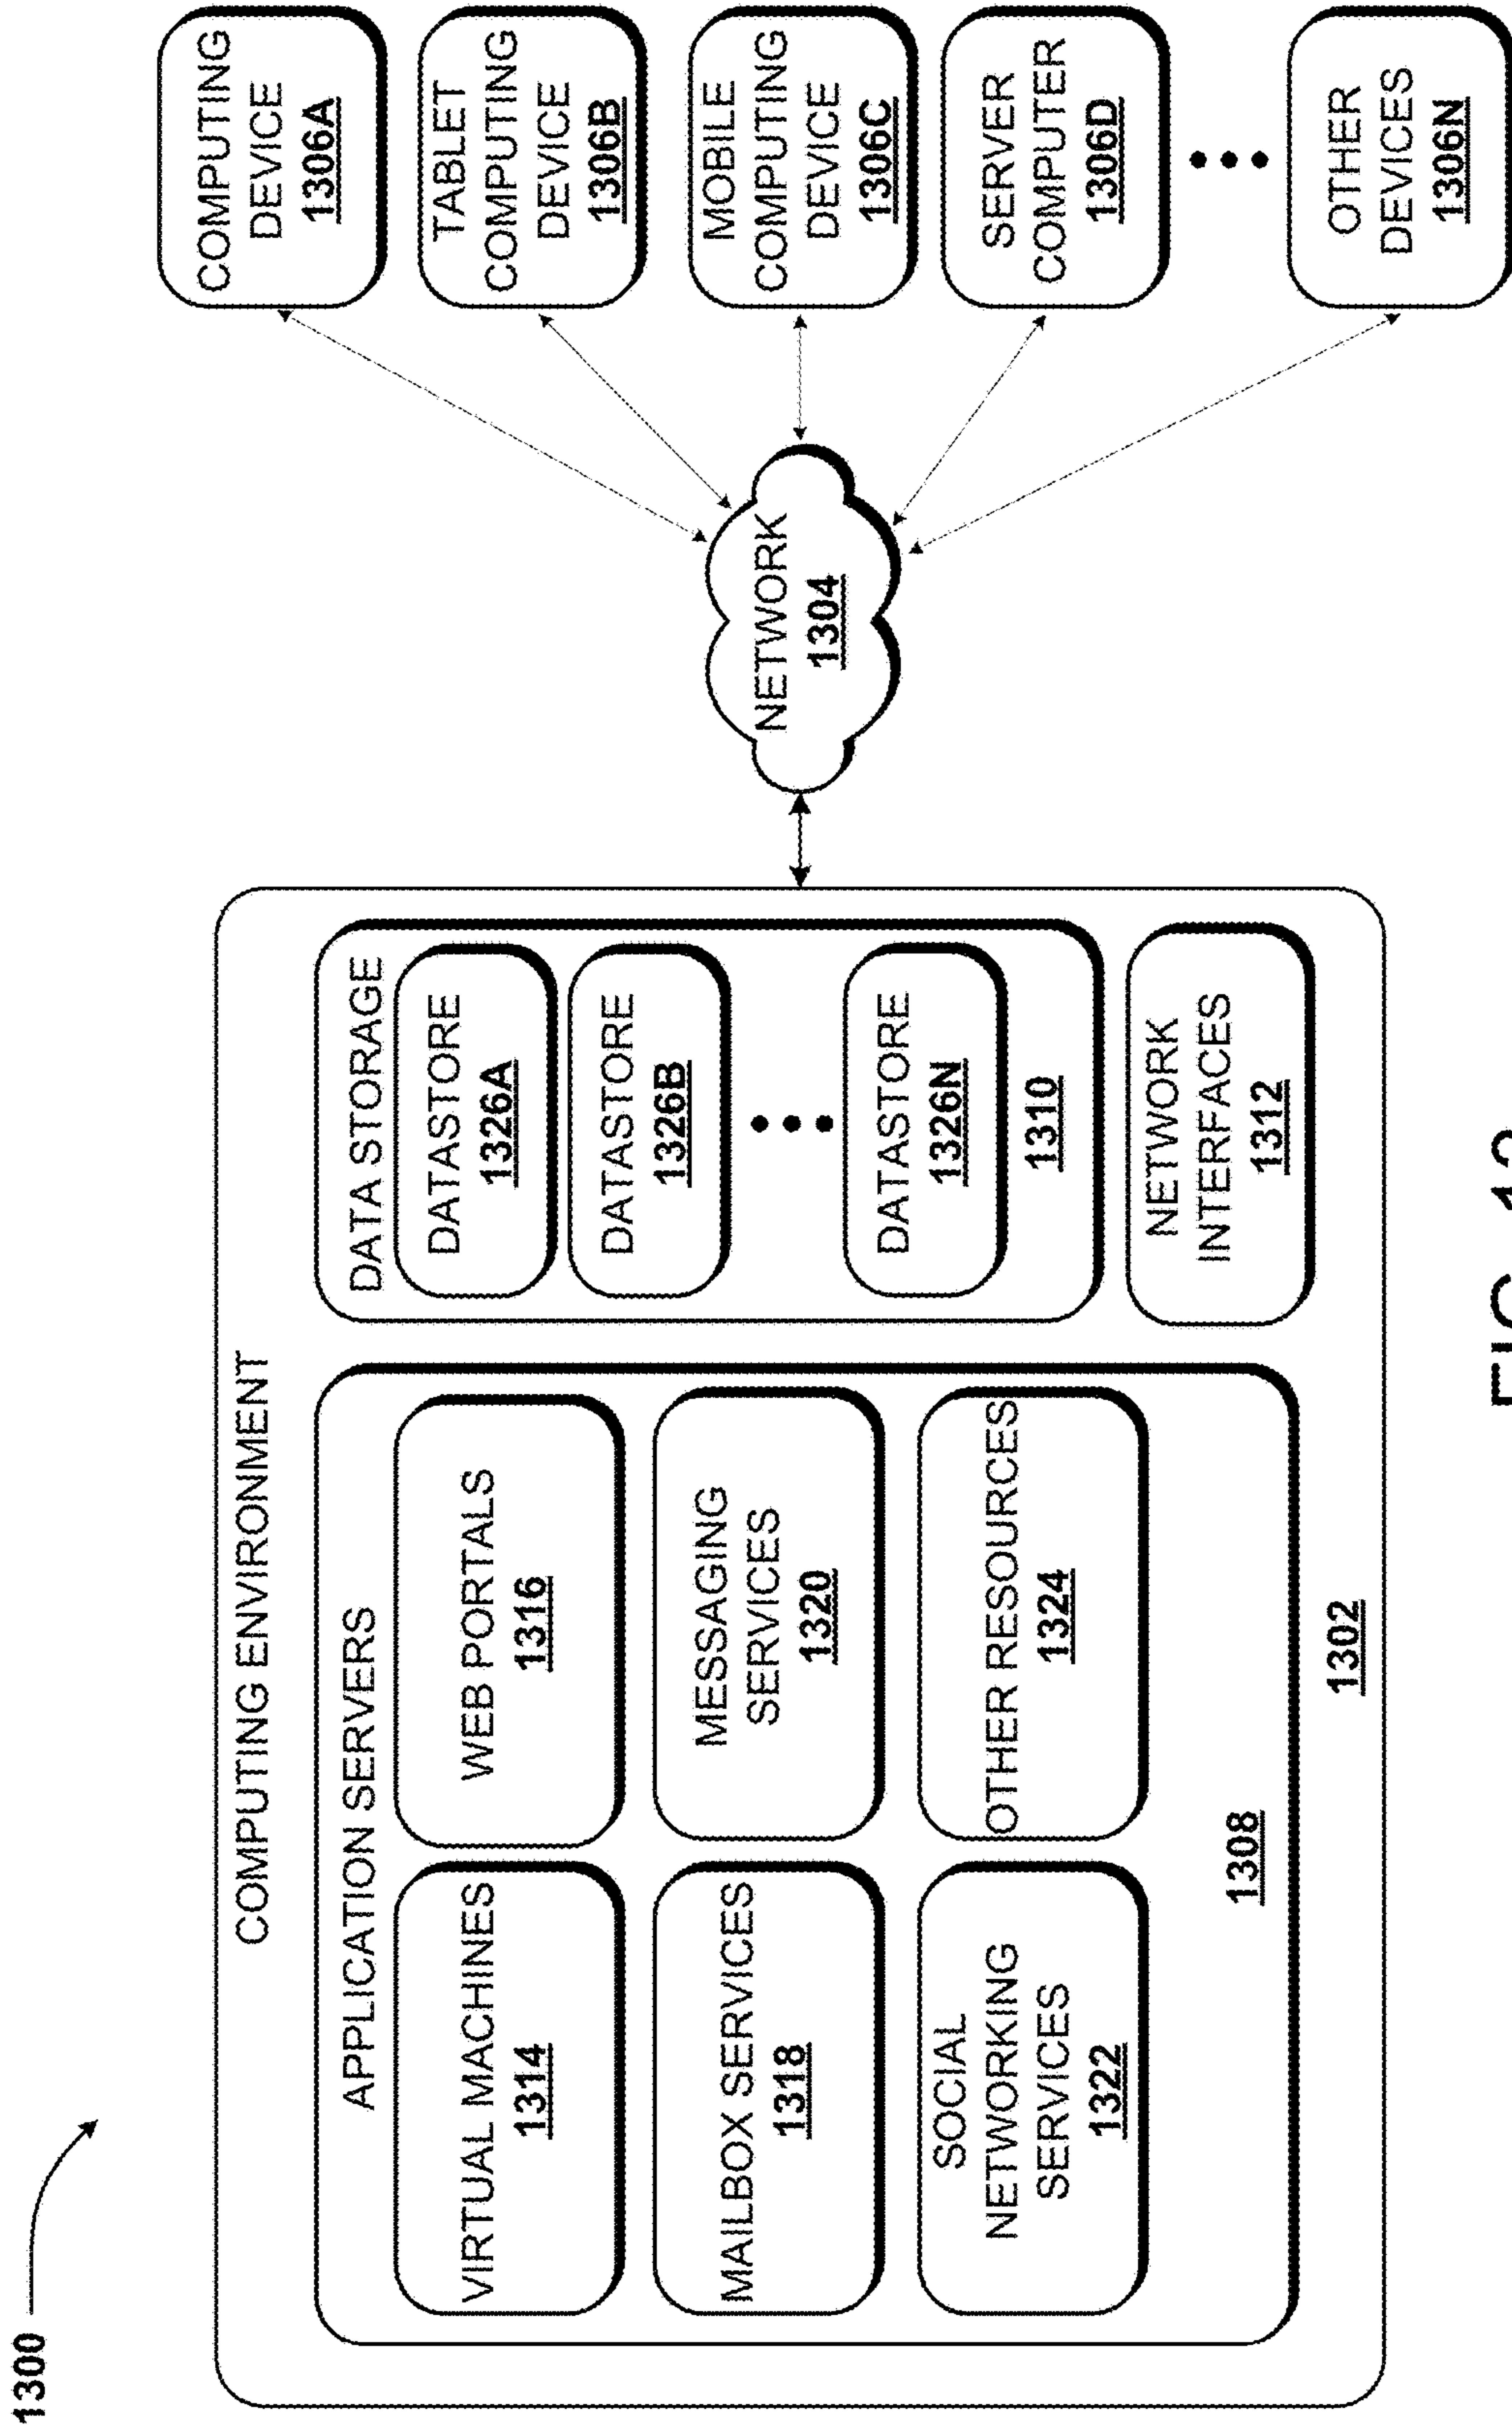 1300
COMPUTING ENVIRONMENT
APPLICATION SERVERS
VIRTUAL MACHINES
1314
WEB PORTALS
1316
MAILBOX SERVICES
1318
MESSAGING
SERVICES
1320
SOCIAL
NETWORKING
SERVICES
1322
OTHER RESOURCES
1324
1308
DATA STORAGE
DATASTORE
1326A
DATASTORE
1326B
DATASTORE
1326N
1310
NETWORK
INTERFACES
1312
1302
NETWORK
1304
COMPUTING
DEVICE
1306A
TABLET
COMPUTING
DEVICE
1306B
MOBILE
COMPUTING
DEVICE
1306C
SERVER
COMPUTER
1306D
OTHER
DEVICES
1306N